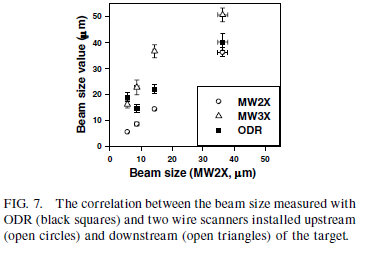 Beam size value (μm)
50
40
30
20
10
0
0 10 20 30 40 50
Beam size (MW2X, μm)
MW2X
MW3X
ODR
FIG. 7. The correlation between the beam size measured with
ODR (black squares) and two wire scanners installed upstream
(open circles) and downstream (open triangles) of the target.